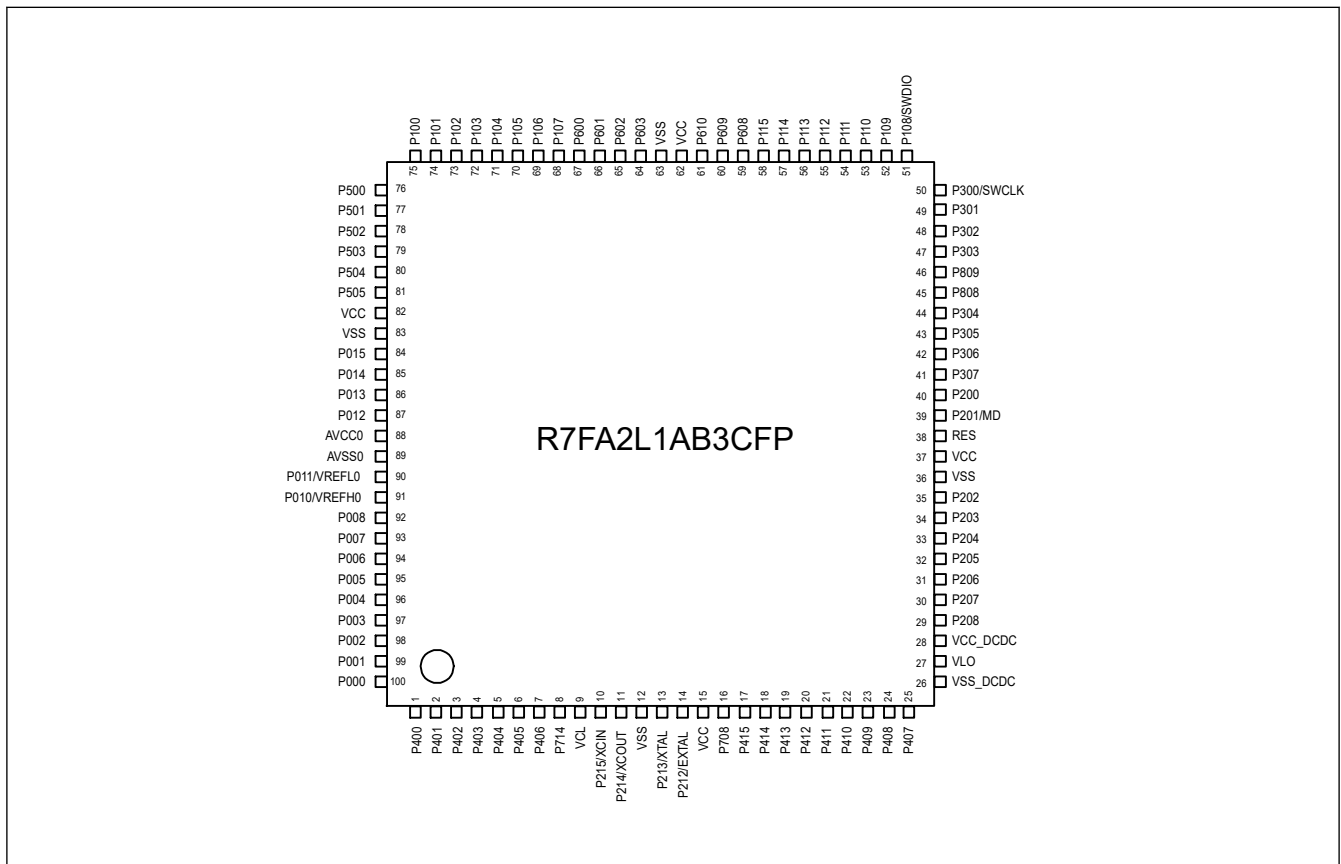 P100
P101
P102
P103
P104
P105
P106
P107
P600
P601
P602
P603
VSS
VCC
P610
P609
P608
P115
P114
P113
P112
P111
P110
P109
P108/SWDIO
75
74
73
72
71
70
69
68
67
66
65
64
63
62
61
60
59
58
57
56
55
54
53
52
51
P500 76
P501 77
P502 78
P503 79
P504 80
P505 81
VCC 82
VSS 83
P015 84
P014 85
P013 86
P012 87
AVCC0 88
AVSS0 89
P011/VREFL0 90
P010/VREFH0 91
P008 92
P007 93
P006 94
P005 95
P004 96
P003 97
P002 98
P001 99
P000 100
R7FA2L1AB3CFP
50 P300/SWCLK
49 P301
48 P302
47 P303
46 P809
45 P808
44 P304
43 P305
42 P306
41 P307
40 P200
39 P201/MD
38 RES
37 VCC
36 VSS
35 P202
34 P203
33 P204
32 P205
31 P206
30 P207
29 P208
28 VCC_DCDC
27 VLO
26 VSS_DCDC
1
2
3
4
5
6
7
8
9
10
11
12
13
14
15
16
17
18
19
20
21
22
23
24
25
P400
P401
P402
P403
P404
P405
P406
P714
VCL
P215/XCIN
P214/XCOUT
VSS
P213/XTAL
P212/EXTAL
VCC
P708
P415
P414
P413
P412
P411
P410
P409
P408
P407